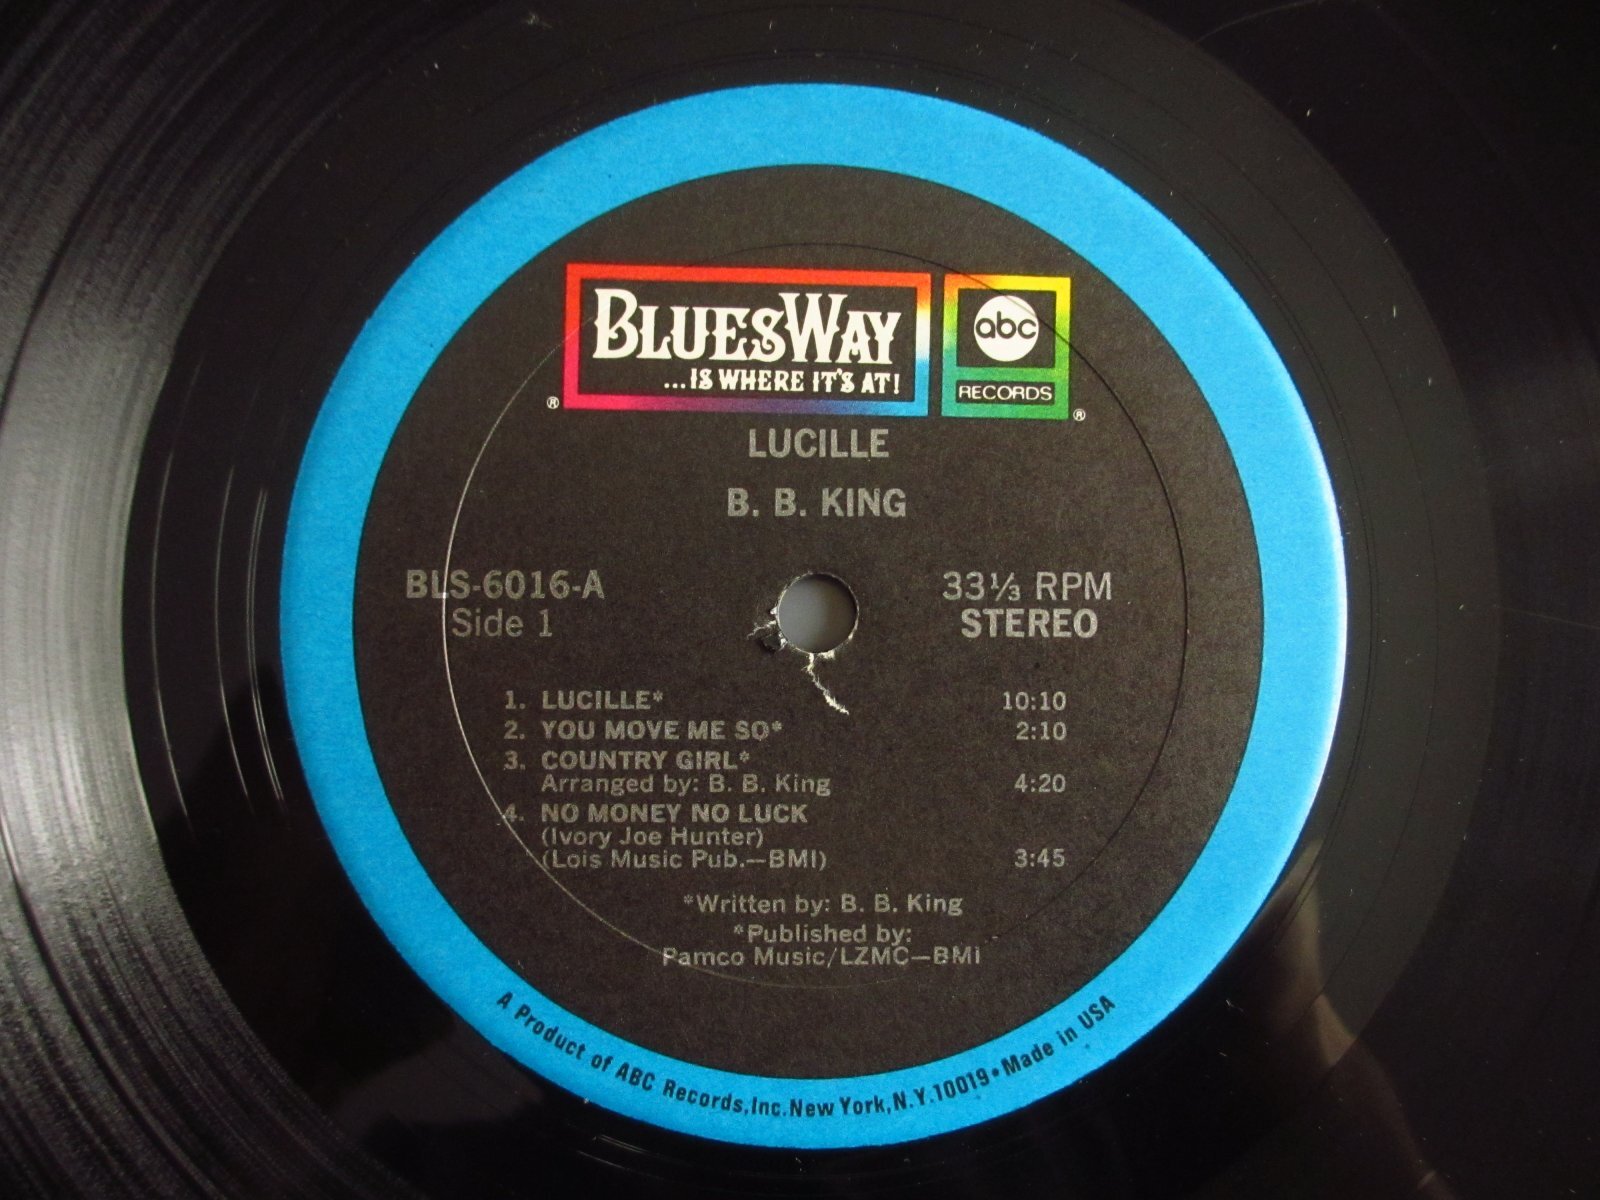 BLUESWAY
...IS WHERE IT'S AT!
®
abc
RECORDS
®
LUCILLE
B. B. KING
BLS-6016-A
Side 1
33⅓ RPM
STEREO
1. LUCILLE* 10:10
2. YOU MOVE ME SO* 2:10
3. COUNTRY GIRL*
Arranged by: B. B. King 4:20
4. NO MONEY NO LUCK
(Ivory Joe Hunter)
(Lois Music Pub.—BMI) 3:45
*Written by: B. B. King
*Published by:
Pamco Music/LZMC—BMI
A Product of ABC Records, Inc. New York, N.Y. 10019 • Made in USA